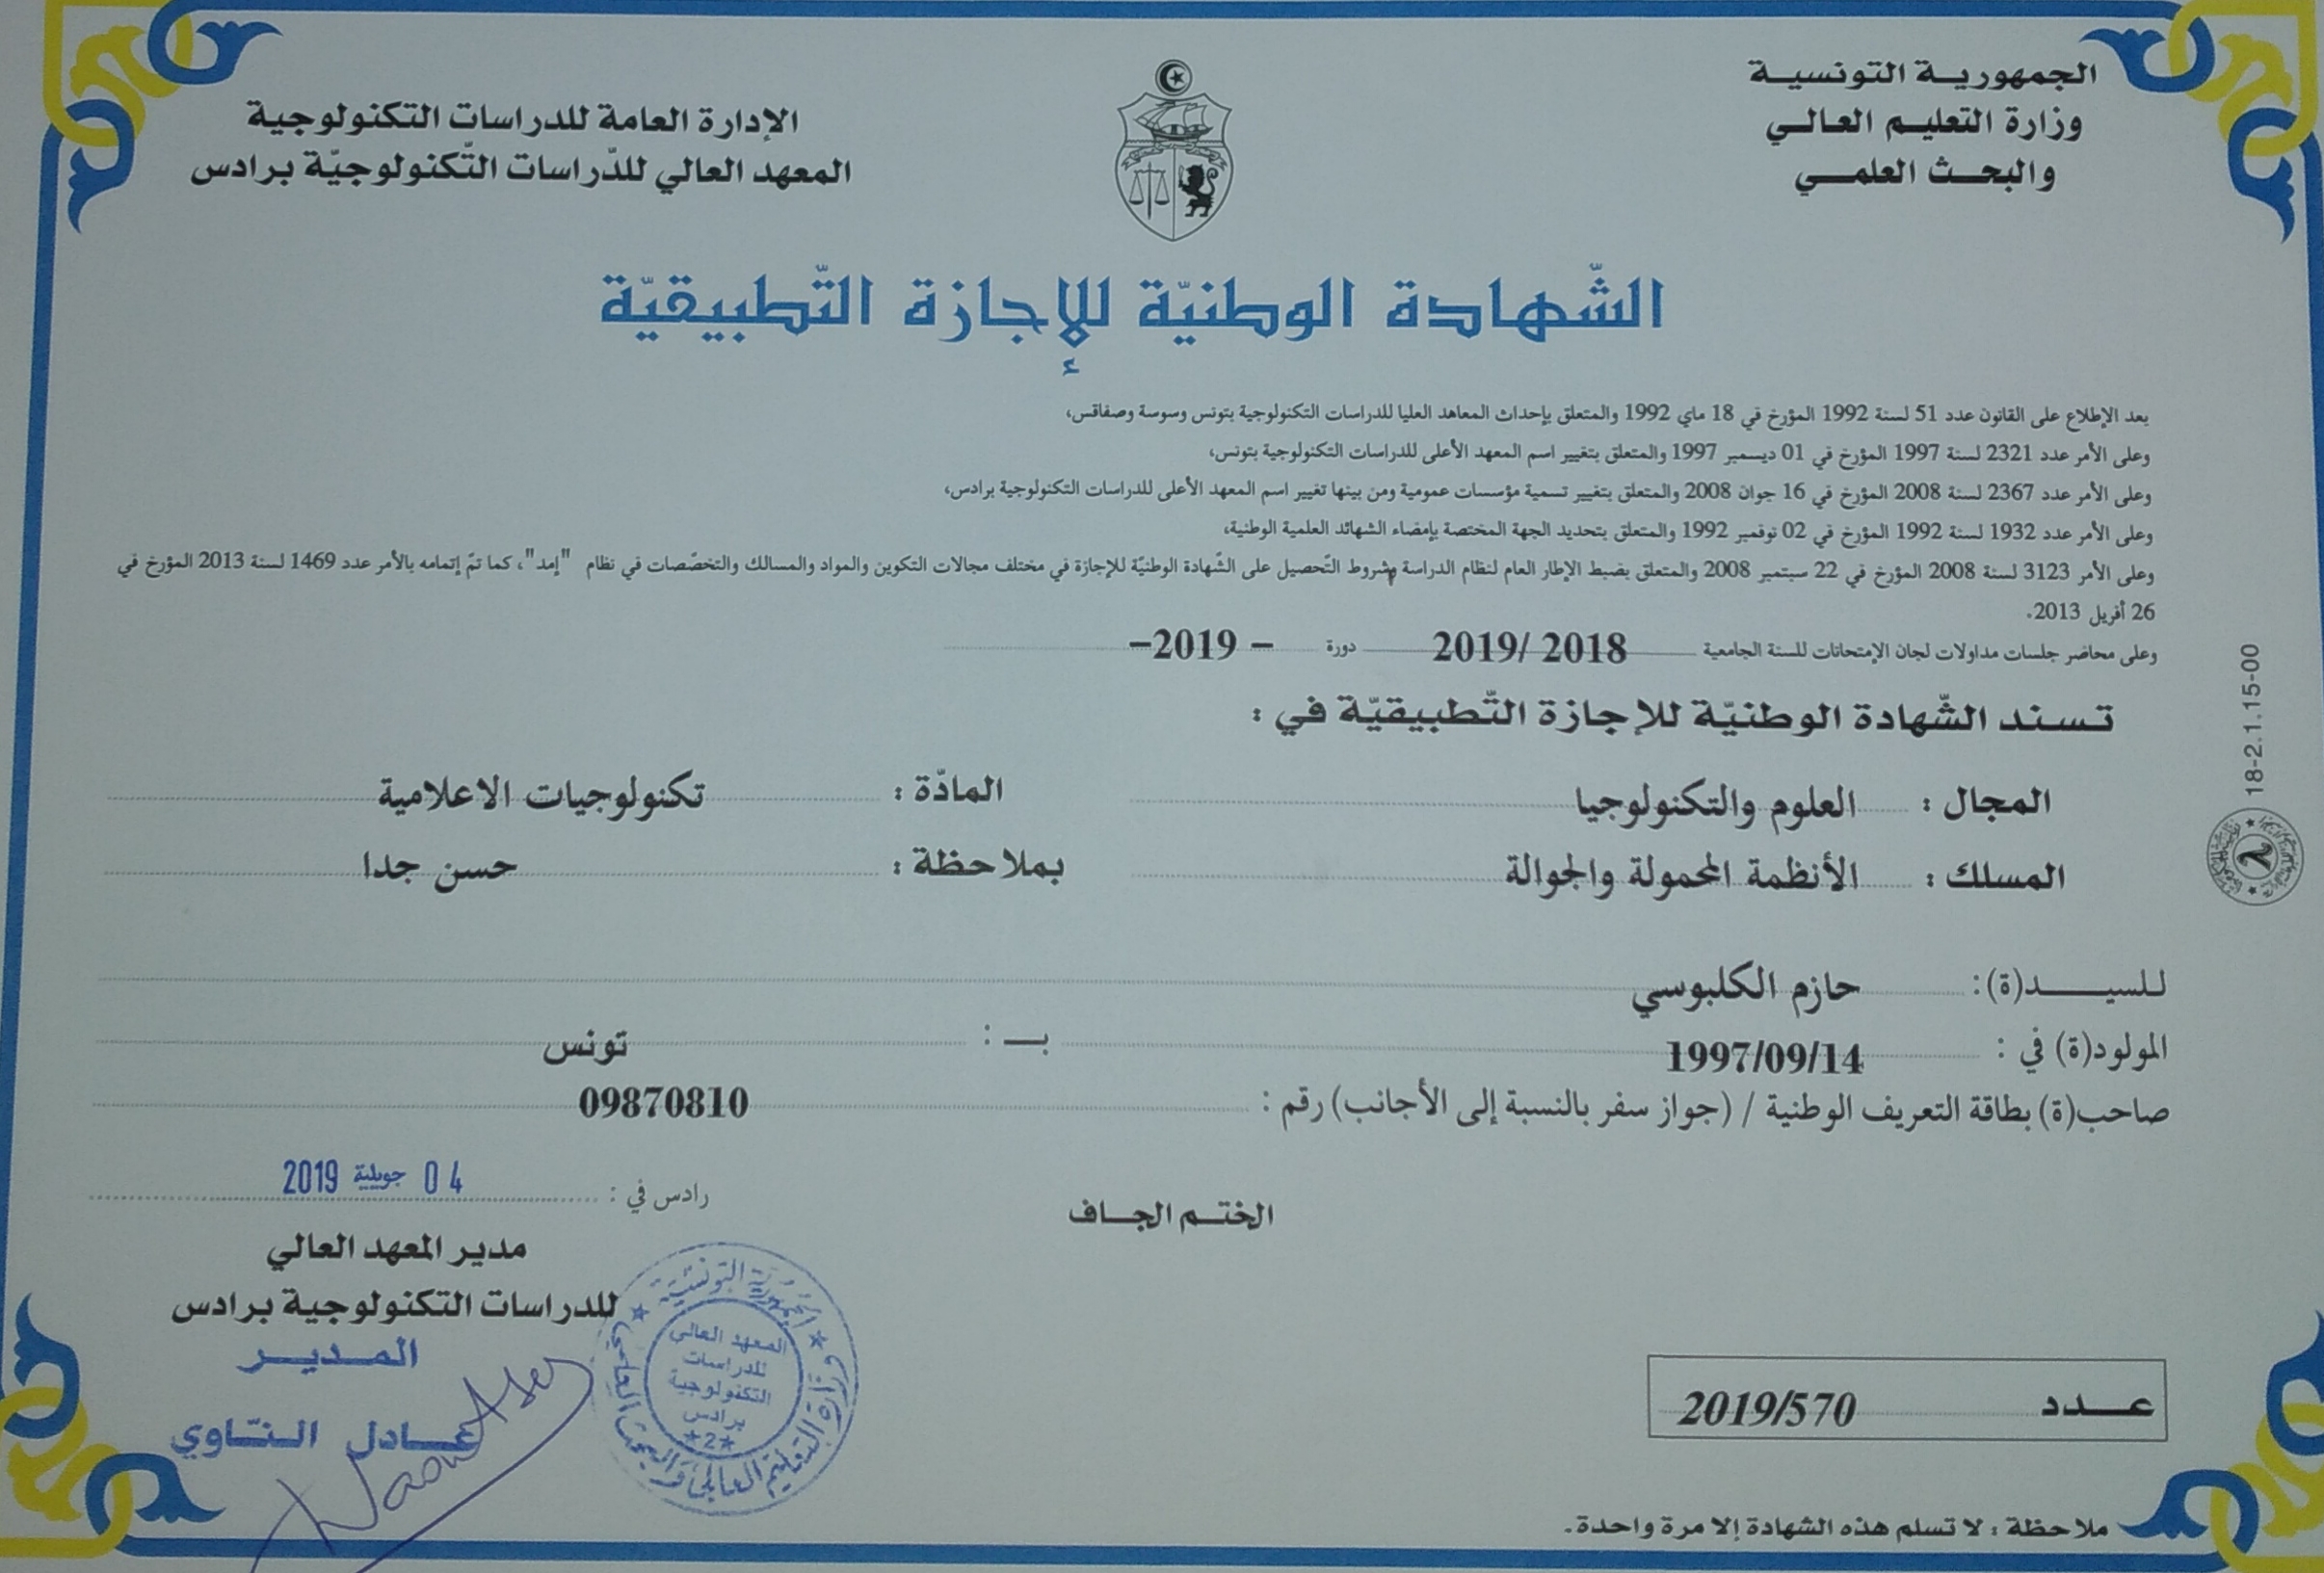 الجمهورية التونسية
وزارة التعليم العالي
والبحث العلمي
الإدارة العامة للدراسات التكنولوجية
المعهد العالي للدّراسات التّكنولوجيّة برادس
الشّهادة الوطنيّة للإجازة التّطبيقيّة
بعد الإطلاع على القانون عدد 51 لسنة 1992 المؤرخ في 18 ماي 1992 والمتعلق بإحداث المعاهد العليا للدراسات التكنولوجية بتونس وسوسة وصفاقس،
وعلى الأمر عدد 2321 لسنة 1997 المؤرخ في 01 ديسمبر 1997 والمتعلق بتغيير اسم المعهد الأعلى للدراسات التكنولوجية بتونس،
وعلى الأمر عدد 2367 لسنة 2008 المؤرخ في 16 جوان 2008 والمتعلق بتغيير تسمية مؤسسات عمومية ومن بينها تغيير اسم المعهد الأعلى للدراسات التكنولوجية برادس،
وعلى الأمر عدد 1932 لسنة 1992 المؤرخ في 02 نوفمبر 1992 والمتعلق بتحديد الجهة المختصة بإمضاء الشهائد العلمية الوطنية،
وعلى الأمر 3123 لسنة 2008 المؤرخ في 22 سبتمبر 2008 والمتعلق بضبط الإطار العام لنظام الدراسة وشروط التّحصيل على الشّهادة الوطنيّة للإجازة في مختلف مجالات التكوين والمواد والمسالك والتخصّصات في نظام "إمد"، كما تمّ إتمامه بالأمر عدد 1469 لسنة 2013 المؤرخ في
26 أفريل 2013.
وعلى محاضر جلسات مداولات لجان الإمتحانات للسنة الجامعية 2018 /2019 دورة – 2019–
تسند الشّهادة الوطنيّة للإجازة التّطبيقيّة في :
المجال : العلوم والتكنولوجيا المادّة : تكنولوجيات الاعلامية
المسلك : الأنظمة المحمولة والجوالة بملاحظة : حسن جدا
للسيد(ة): حازم الكلبوسي
المولود(ة) في : 1997/09/14 بـ : تونس
صاحب(ة) بطاقة التعريف الوطنية / (جواز سفر بالنسبة إلى الأجانب) رقم : 09870810
رادس في : 04 جويلية 2019
الختم الجاف
مدير المعهد العالي
للدراسات التكنولوجية برادس
المدير
عادل النّاوي
الجمهورية التونسية
وزارة التعليم العالي والبحث العلمي
المعهد العالي
للدراسات
التكنولوجية
برادس
*2*
عدد 2019/570
ملاحظة : لا تسلم هذه الشهادة إلا مرة واحدة.
18-2.1.15-00